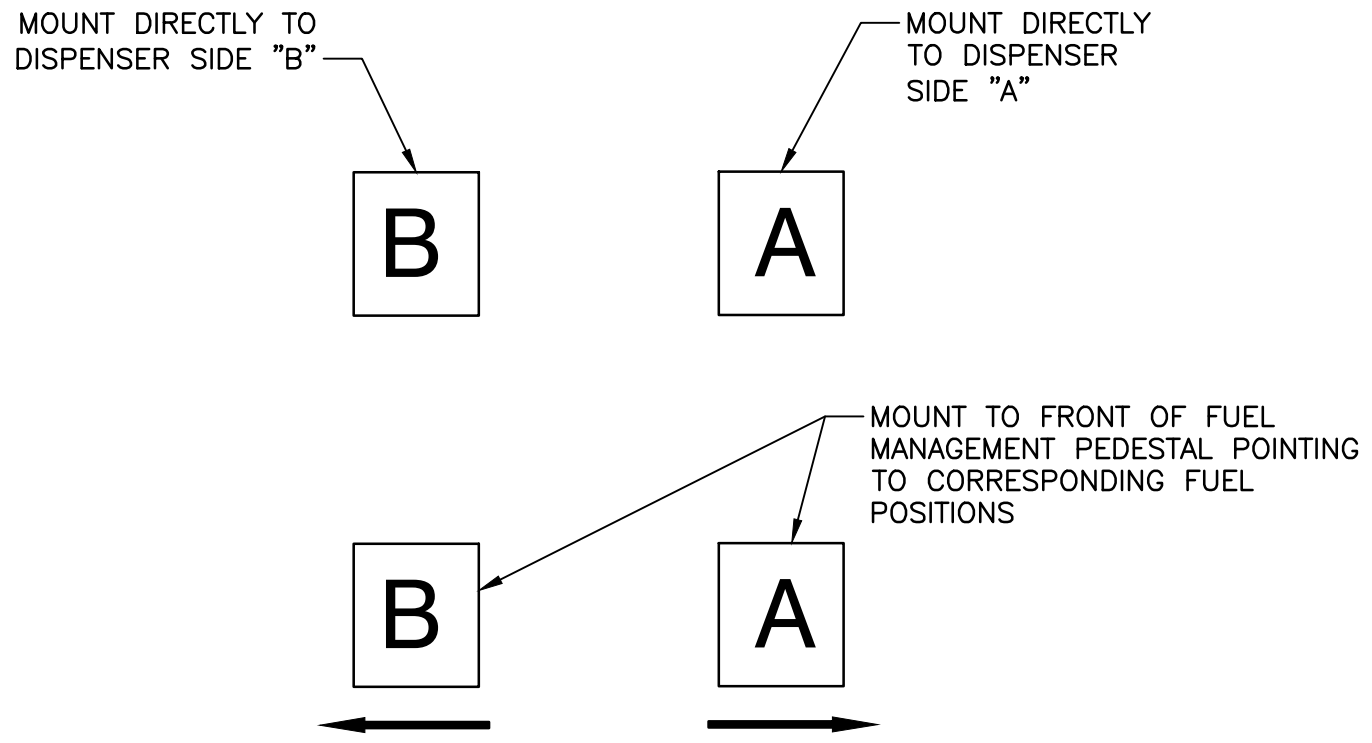 MOUNT DIRECTLY TO
DISPENSER SIDE "B"
MOUNT DIRECTLY
TO DISPENSER
SIDE "A"
B
A
MOUNT TO FRONT OF FUEL
MANAGEMENT PEDESTAL POINTING
TO CORRESPONDING FUEL
POSITIONS
B
A